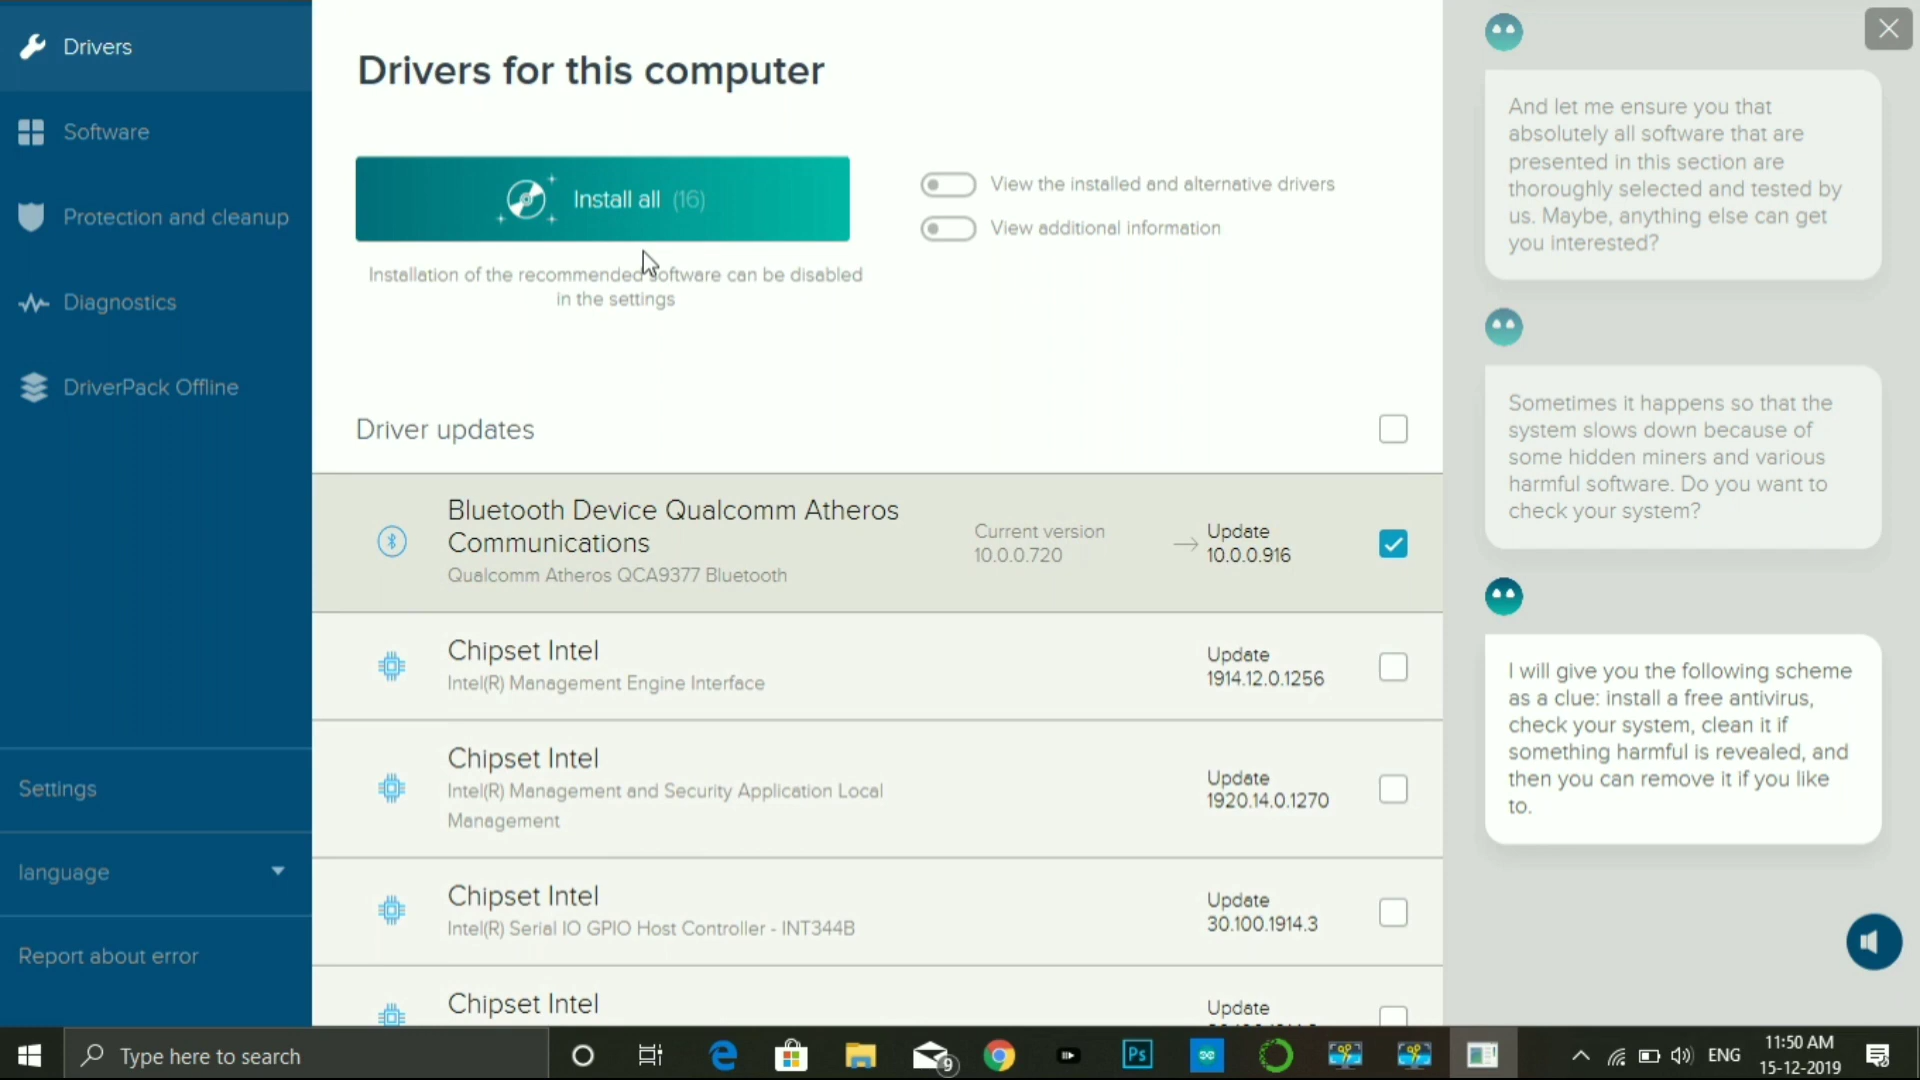 Drivers
Software
Protection and cleanup
Diagnostics
DriverPack Offline
Settings
language
Report about error
Drivers for this computer
Install all (16)
Installation of the recommended software can be disabled
in the settings
View the installed and alternative drivers
View additional information
Driver updates
Bluetooth Device Qualcomm Atheros
Communications
Qualcomm Atheros QCA9377 Bluetooth
Current version
10.0.0.720
Update
10.0.0.916
Chipset Intel
Intel(R) Management Engine Interface
Update
1914.12.0.1256
Chipset Intel
Intel(R) Management and Security Application Local
Management
Update
1920.14.0.1270
Chipset Intel
Intel(R) Serial IO GPIO Host Controller - INT344B
Update
30.100.1914.3
Chipset Intel
Update
And let me ensure you that
absolutely all software that are
presented in this section are
thoroughly selected and tested by
us. Maybe, anything else can get
you interested?
Sometimes it happens so that the
system slows down because of
some hidden miners and various
harmful software. Do you want to
check your system?
I will give you the following scheme
as a clue: install a free antivirus,
check your system, clean it if
something harmful is revealed, and
then you can remove it if you like
to.
Type here to search
9
Ps
ENG
11:50 AM
15-12-2019